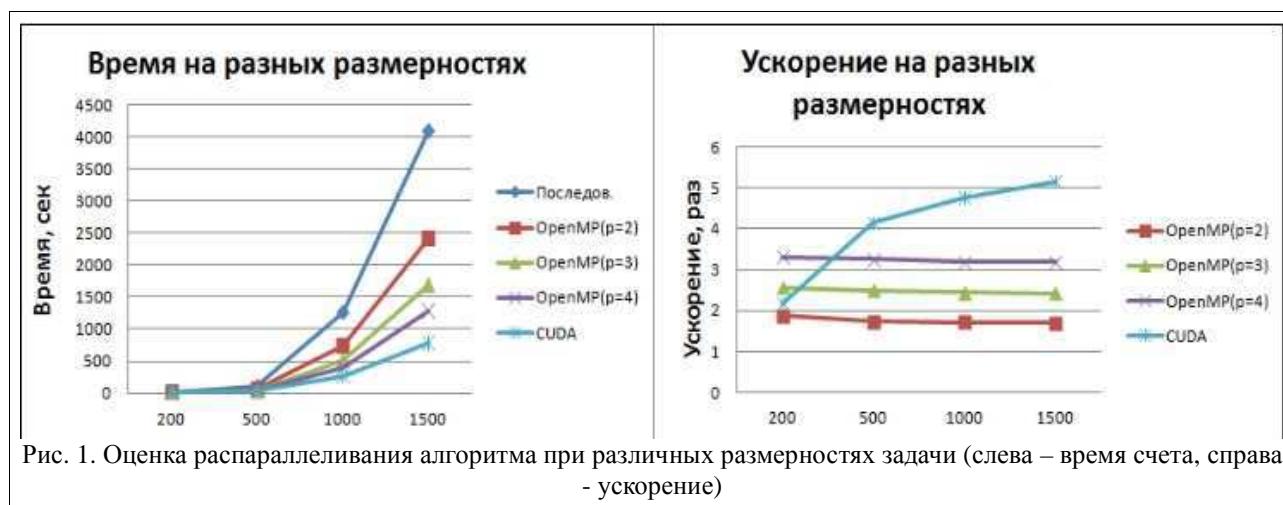 Время на разных размерностях
Время, сек
4500
4000
3500
3000
2500
2000
1500
1000
500
0
200 500 1000 1500
Последов.
OpenMP(p=2)
OpenMP(p=3)
OpenMP(p=4)
CUDA
Ускорение на разных
размерностях
Ускорение, раз
6
5
4
3
2
1
0
200 500 1000 1500
OpenMP(p=2)
OpenMP(p=3)
OpenMP(p=4)
CUDA
Рис. 1. Оценка распараллеливания алгоритма при различных размерностях задачи (слева – время счета, справа
- ускорение)